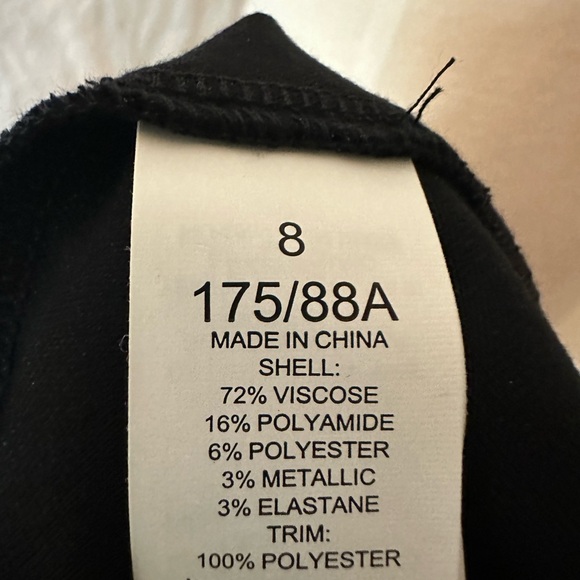 8
175/88A
MADE IN CHINA
SHELL:
72% VISCOSE
16% POLYAMIDE
6% POLYESTER
3% METALLIC
3% ELASTANE
TRIM:
100% POLYESTER